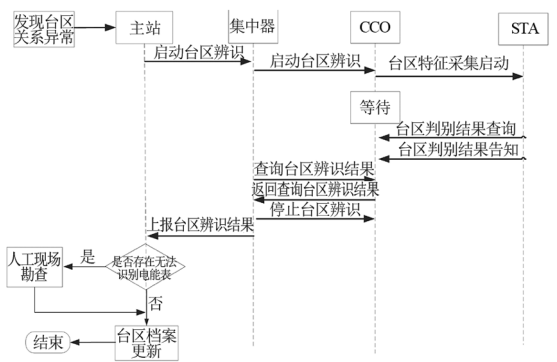 发现台区
关系异常
主站
集中器
CCO
STA
启动台区辨识
启动台区辨识
台区特征采集启动
等待
台区判别结果查询
台区判别结果告知
查询台区辨识结果
返回查询台区辨识结果
停止台区辨识
上报台区辨识结果
人工现场
勘查
是
是否存在无法
识别电能表
否
结束
台区档案
更新